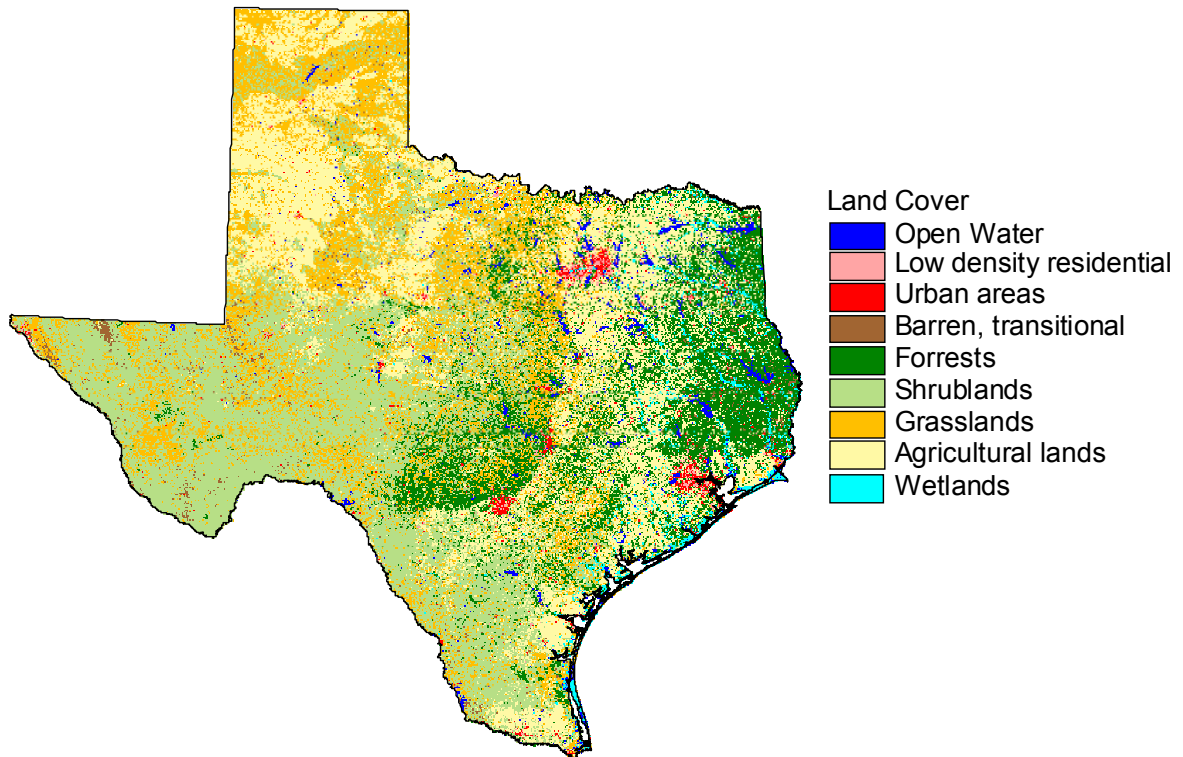 Land Cover
Open Water
Low density residential
Urban areas
Barren, transitional
Forrests
Shrublands
Grasslands
Agricultural lands
Wetlands